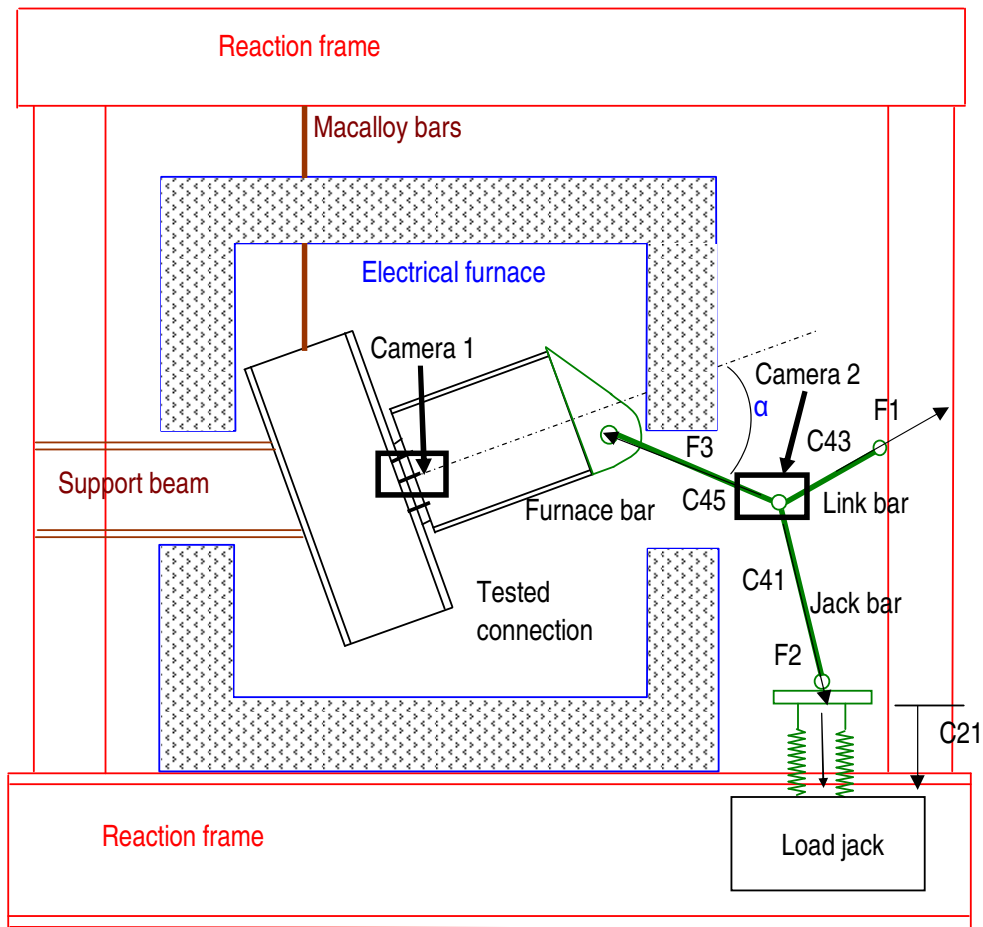 Reaction frame
Macalloy bars
Electrical furnace
Camera 1
Camera 2
α
F1
C43
F3
Support beam
C45
Link bar
Furnace bar
C41
Tested
connection
Jack bar
F2
C21
Reaction frame
Load jack